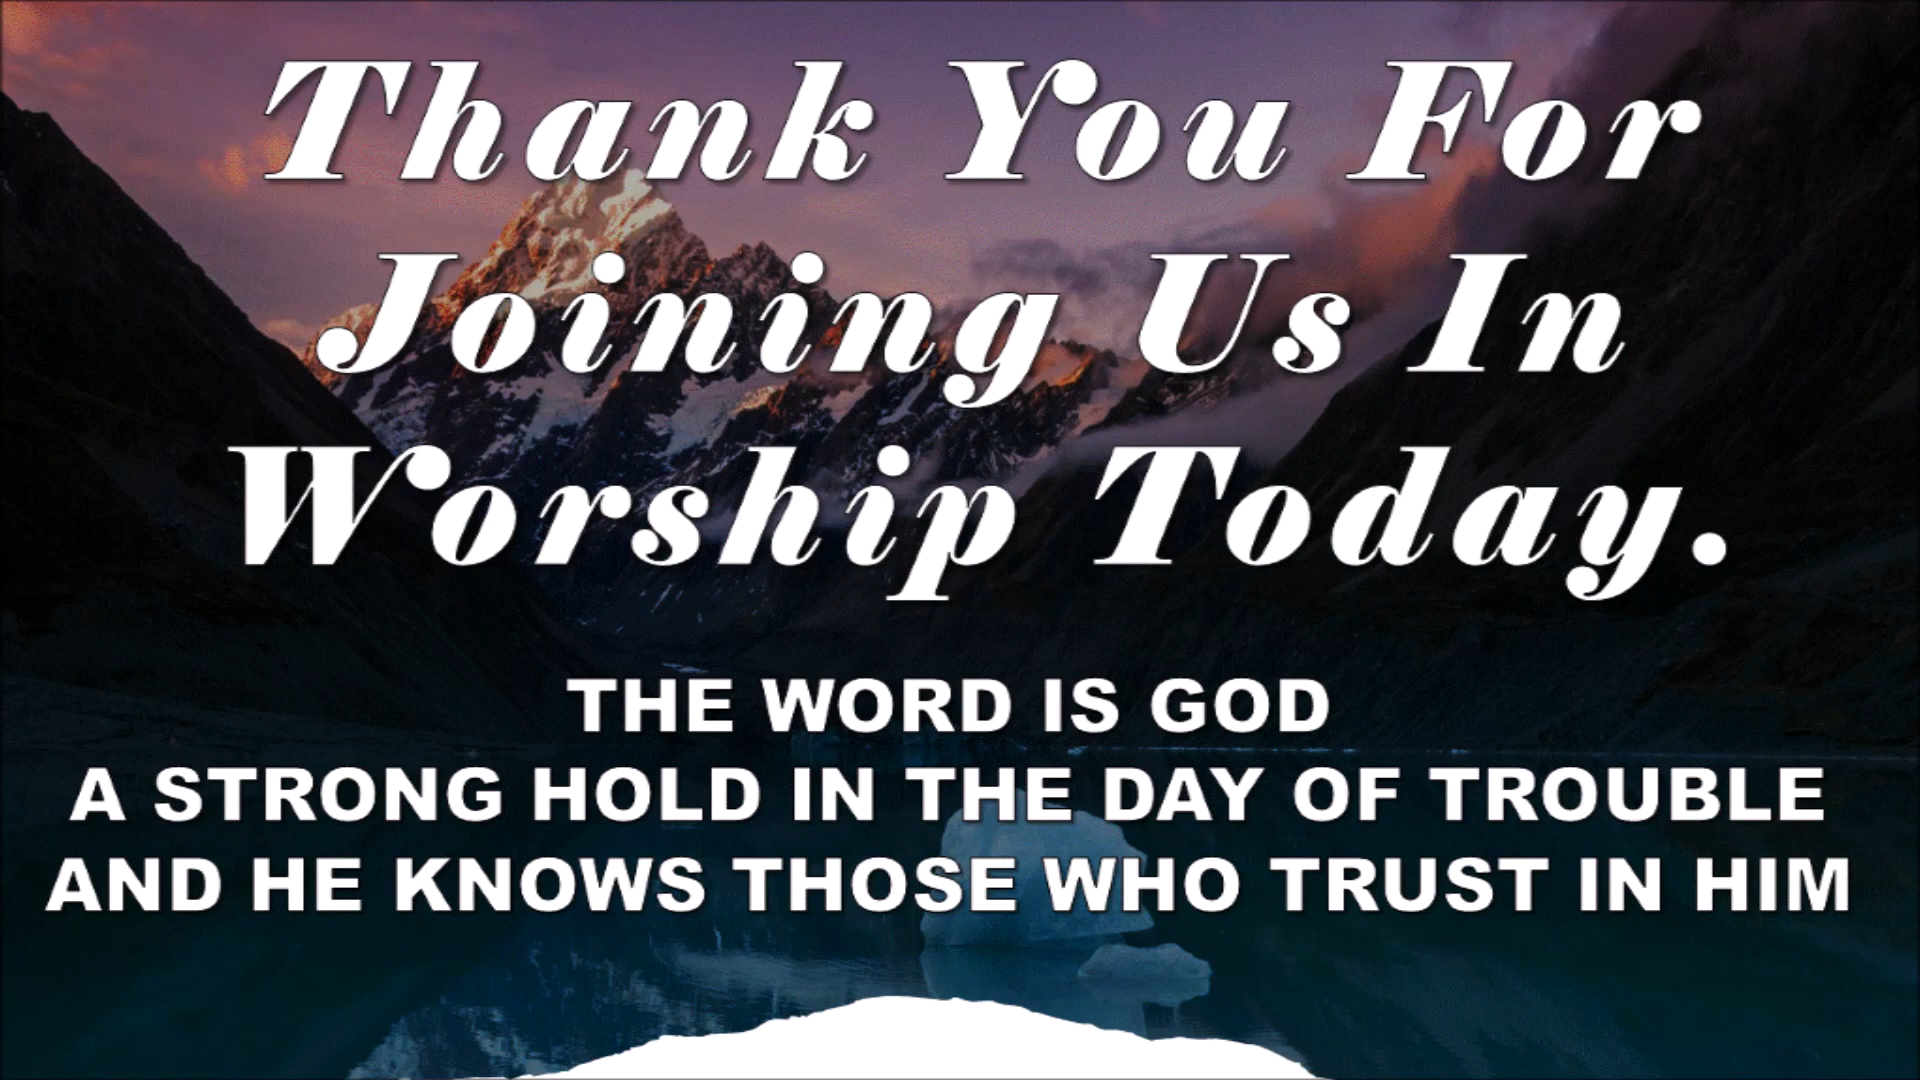 Thank You For
Joining Us In
Worship Today.
THE WORD IS GOD
A STRONG HOLD IN THE DAY OF TROUBLE
AND HE KNOWS THOSE WHO TRUST IN HIM